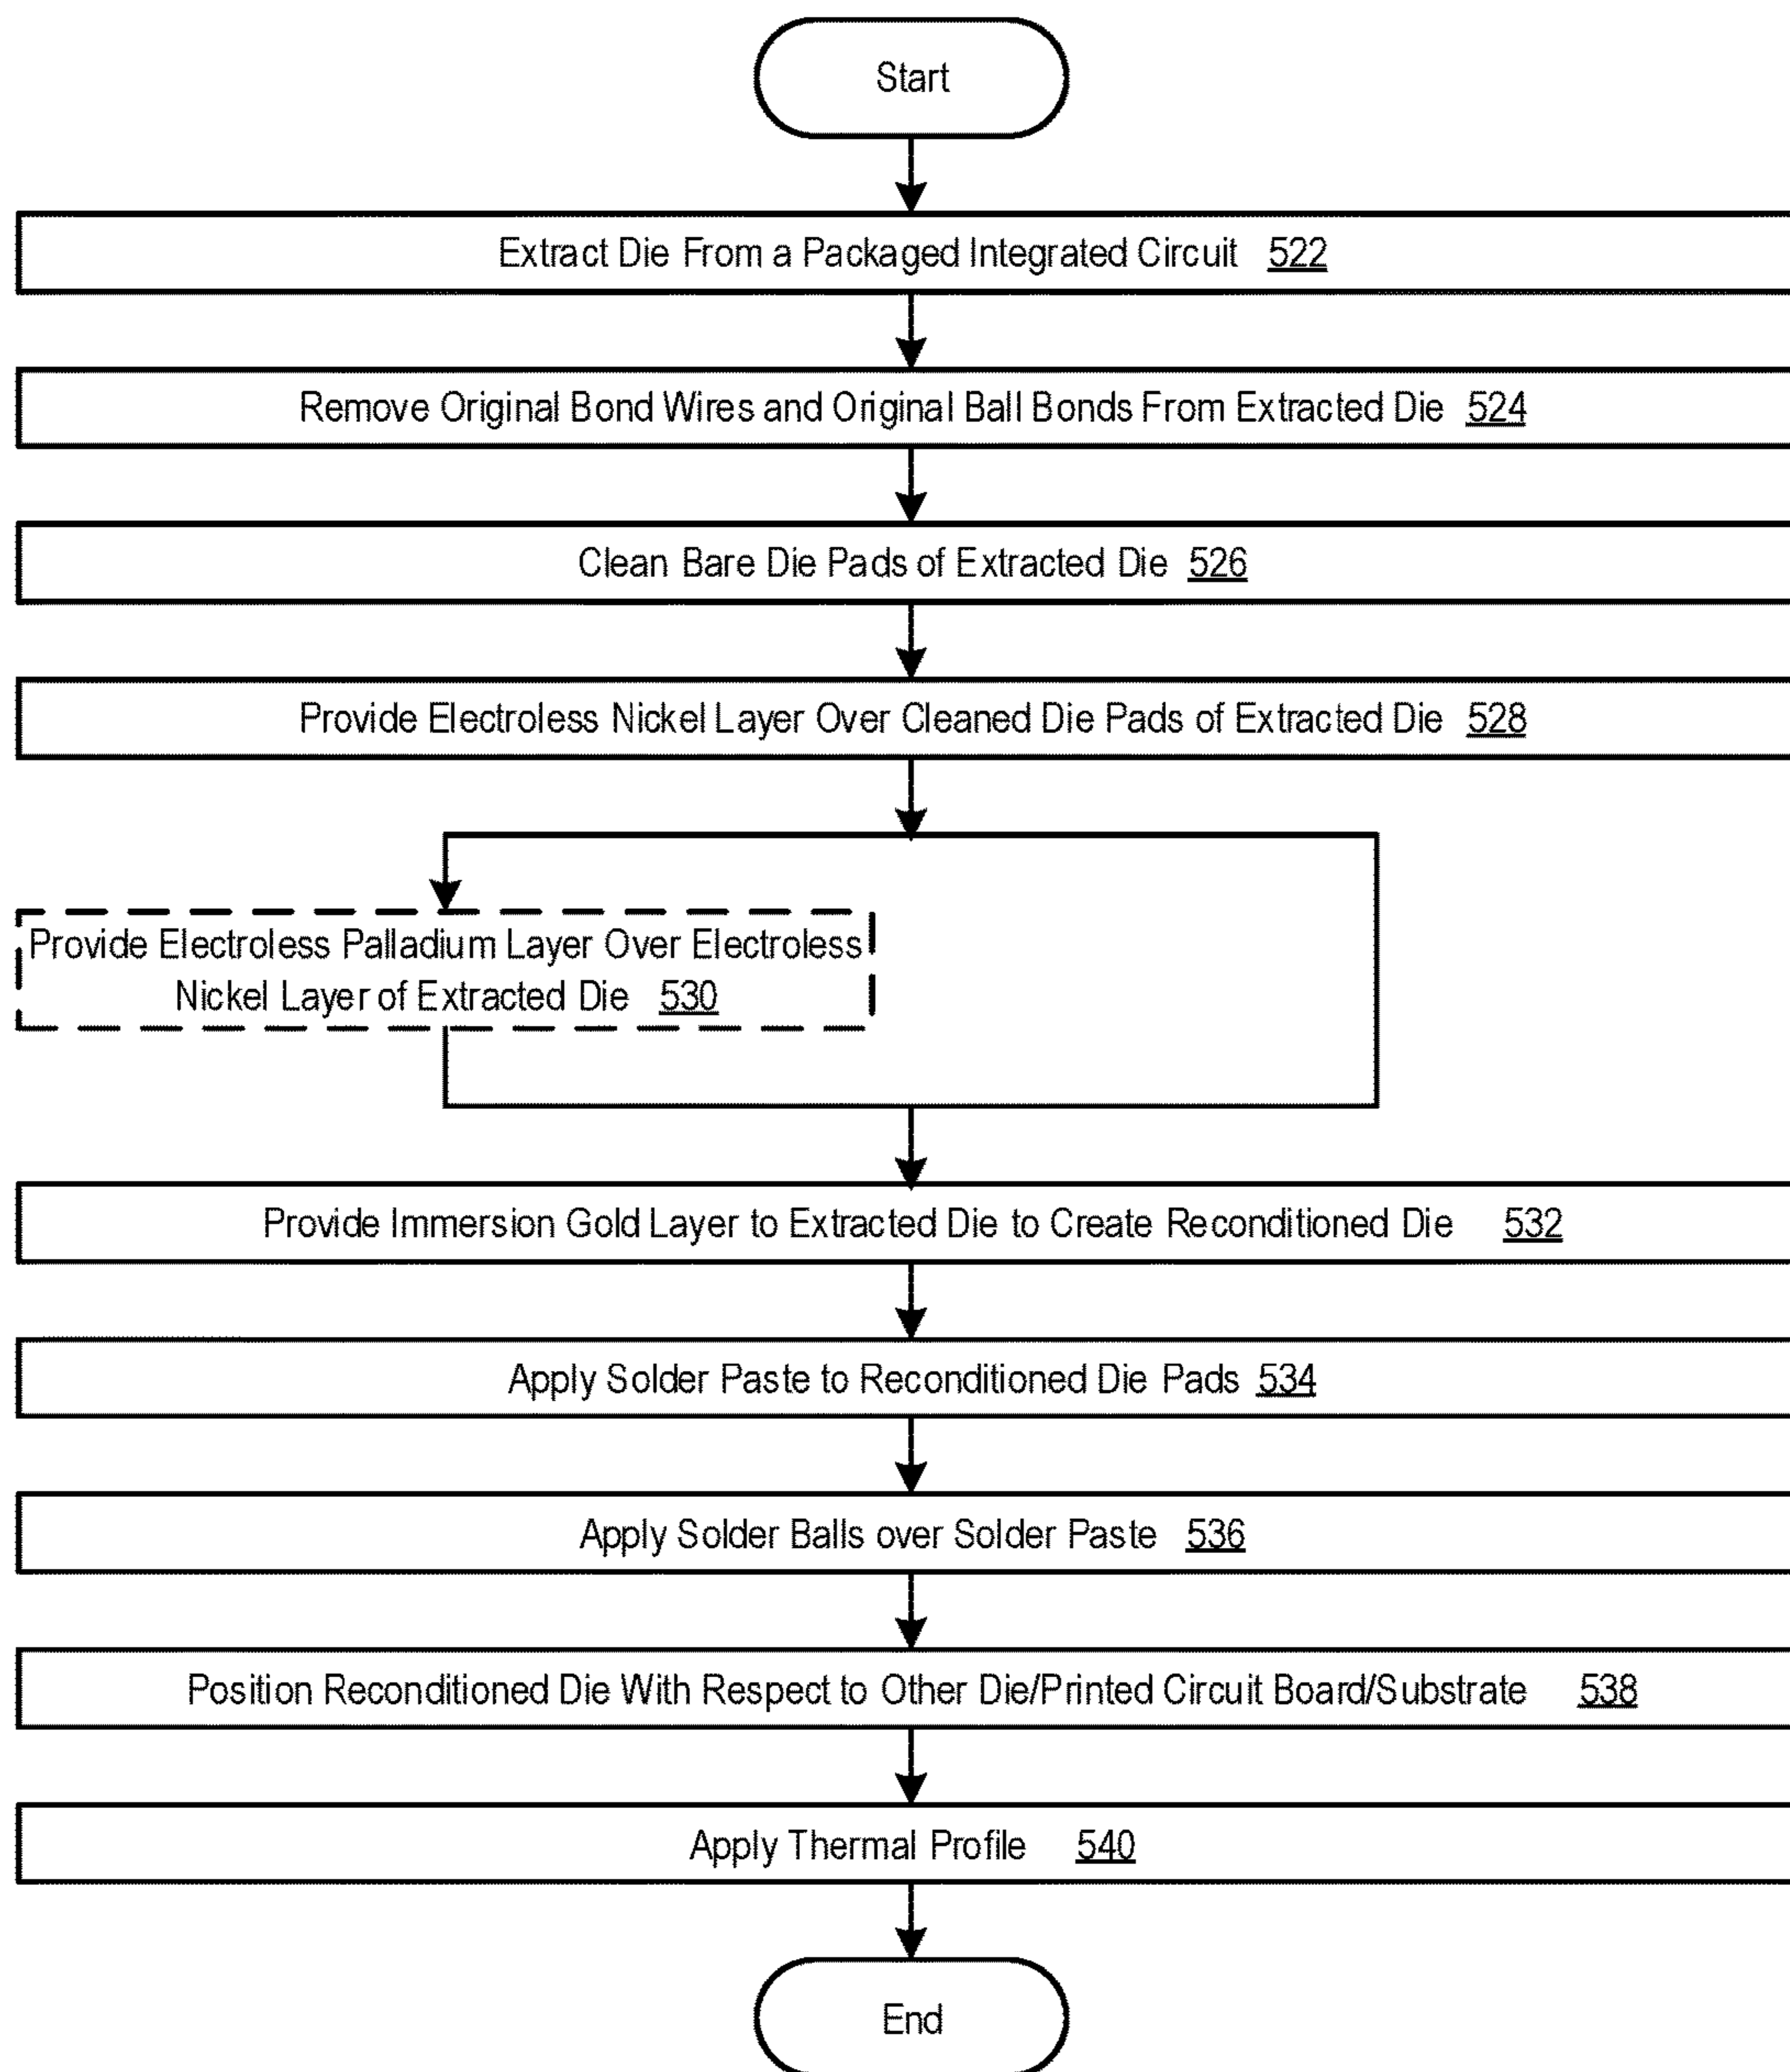 Start
Extract Die From a Packaged Integrated Circuit 522
Remove Original Bond Wires and Original Ball Bonds From Extracted Die 524
Clean Bare Die Pads of Extracted Die 526
Provide Electroless Nickel Layer Over Cleaned Die Pads of Extracted Die 528
Provide Electroless Palladium Layer Over Electroless
Nickel Layer of Extracted Die 530
Provide Immersion Gold Layer to Extracted Die to Create Reconditioned Die 532
Apply Solder Paste to Reconditioned Die Pads 534
Apply Solder Balls over Solder Paste 536
Position Reconditioned Die With Respect to Other Die/Printed Circuit Board/Substrate 538
Apply Thermal Profile 540
End